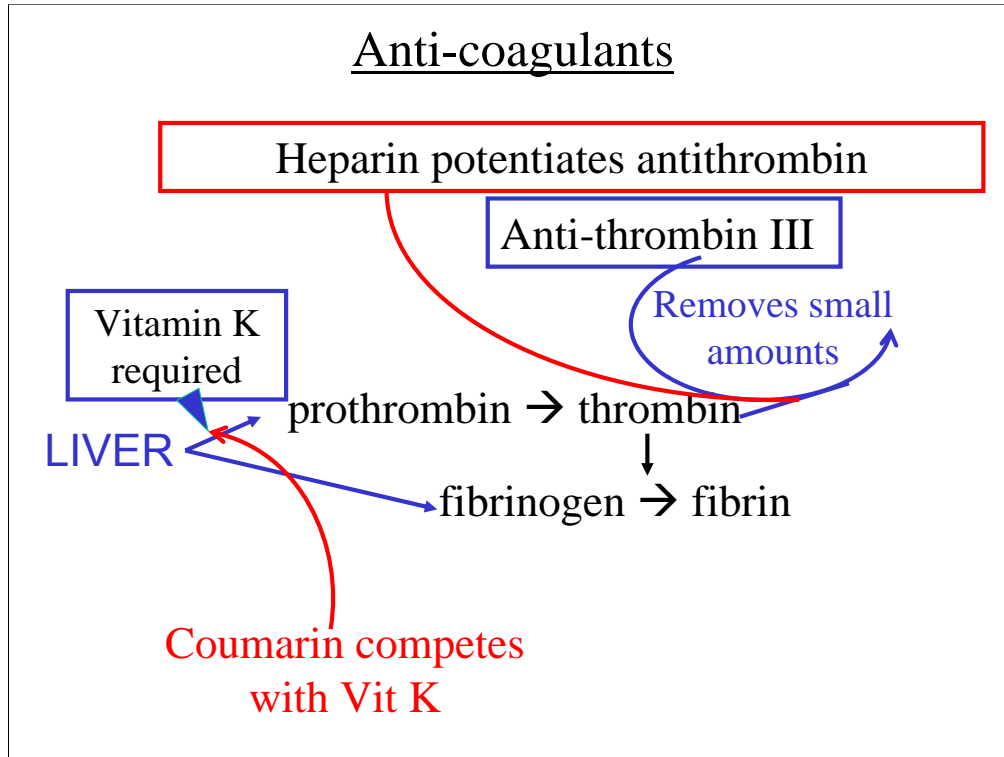 Anti-coagulants
Heparin potentiates antithrombin
Anti-thrombin III
Removes small
amounts
Vitamin K
required
prothrombin → thrombin
LIVER
fibrinogen → fibrin
Coumarin competes
with Vit K